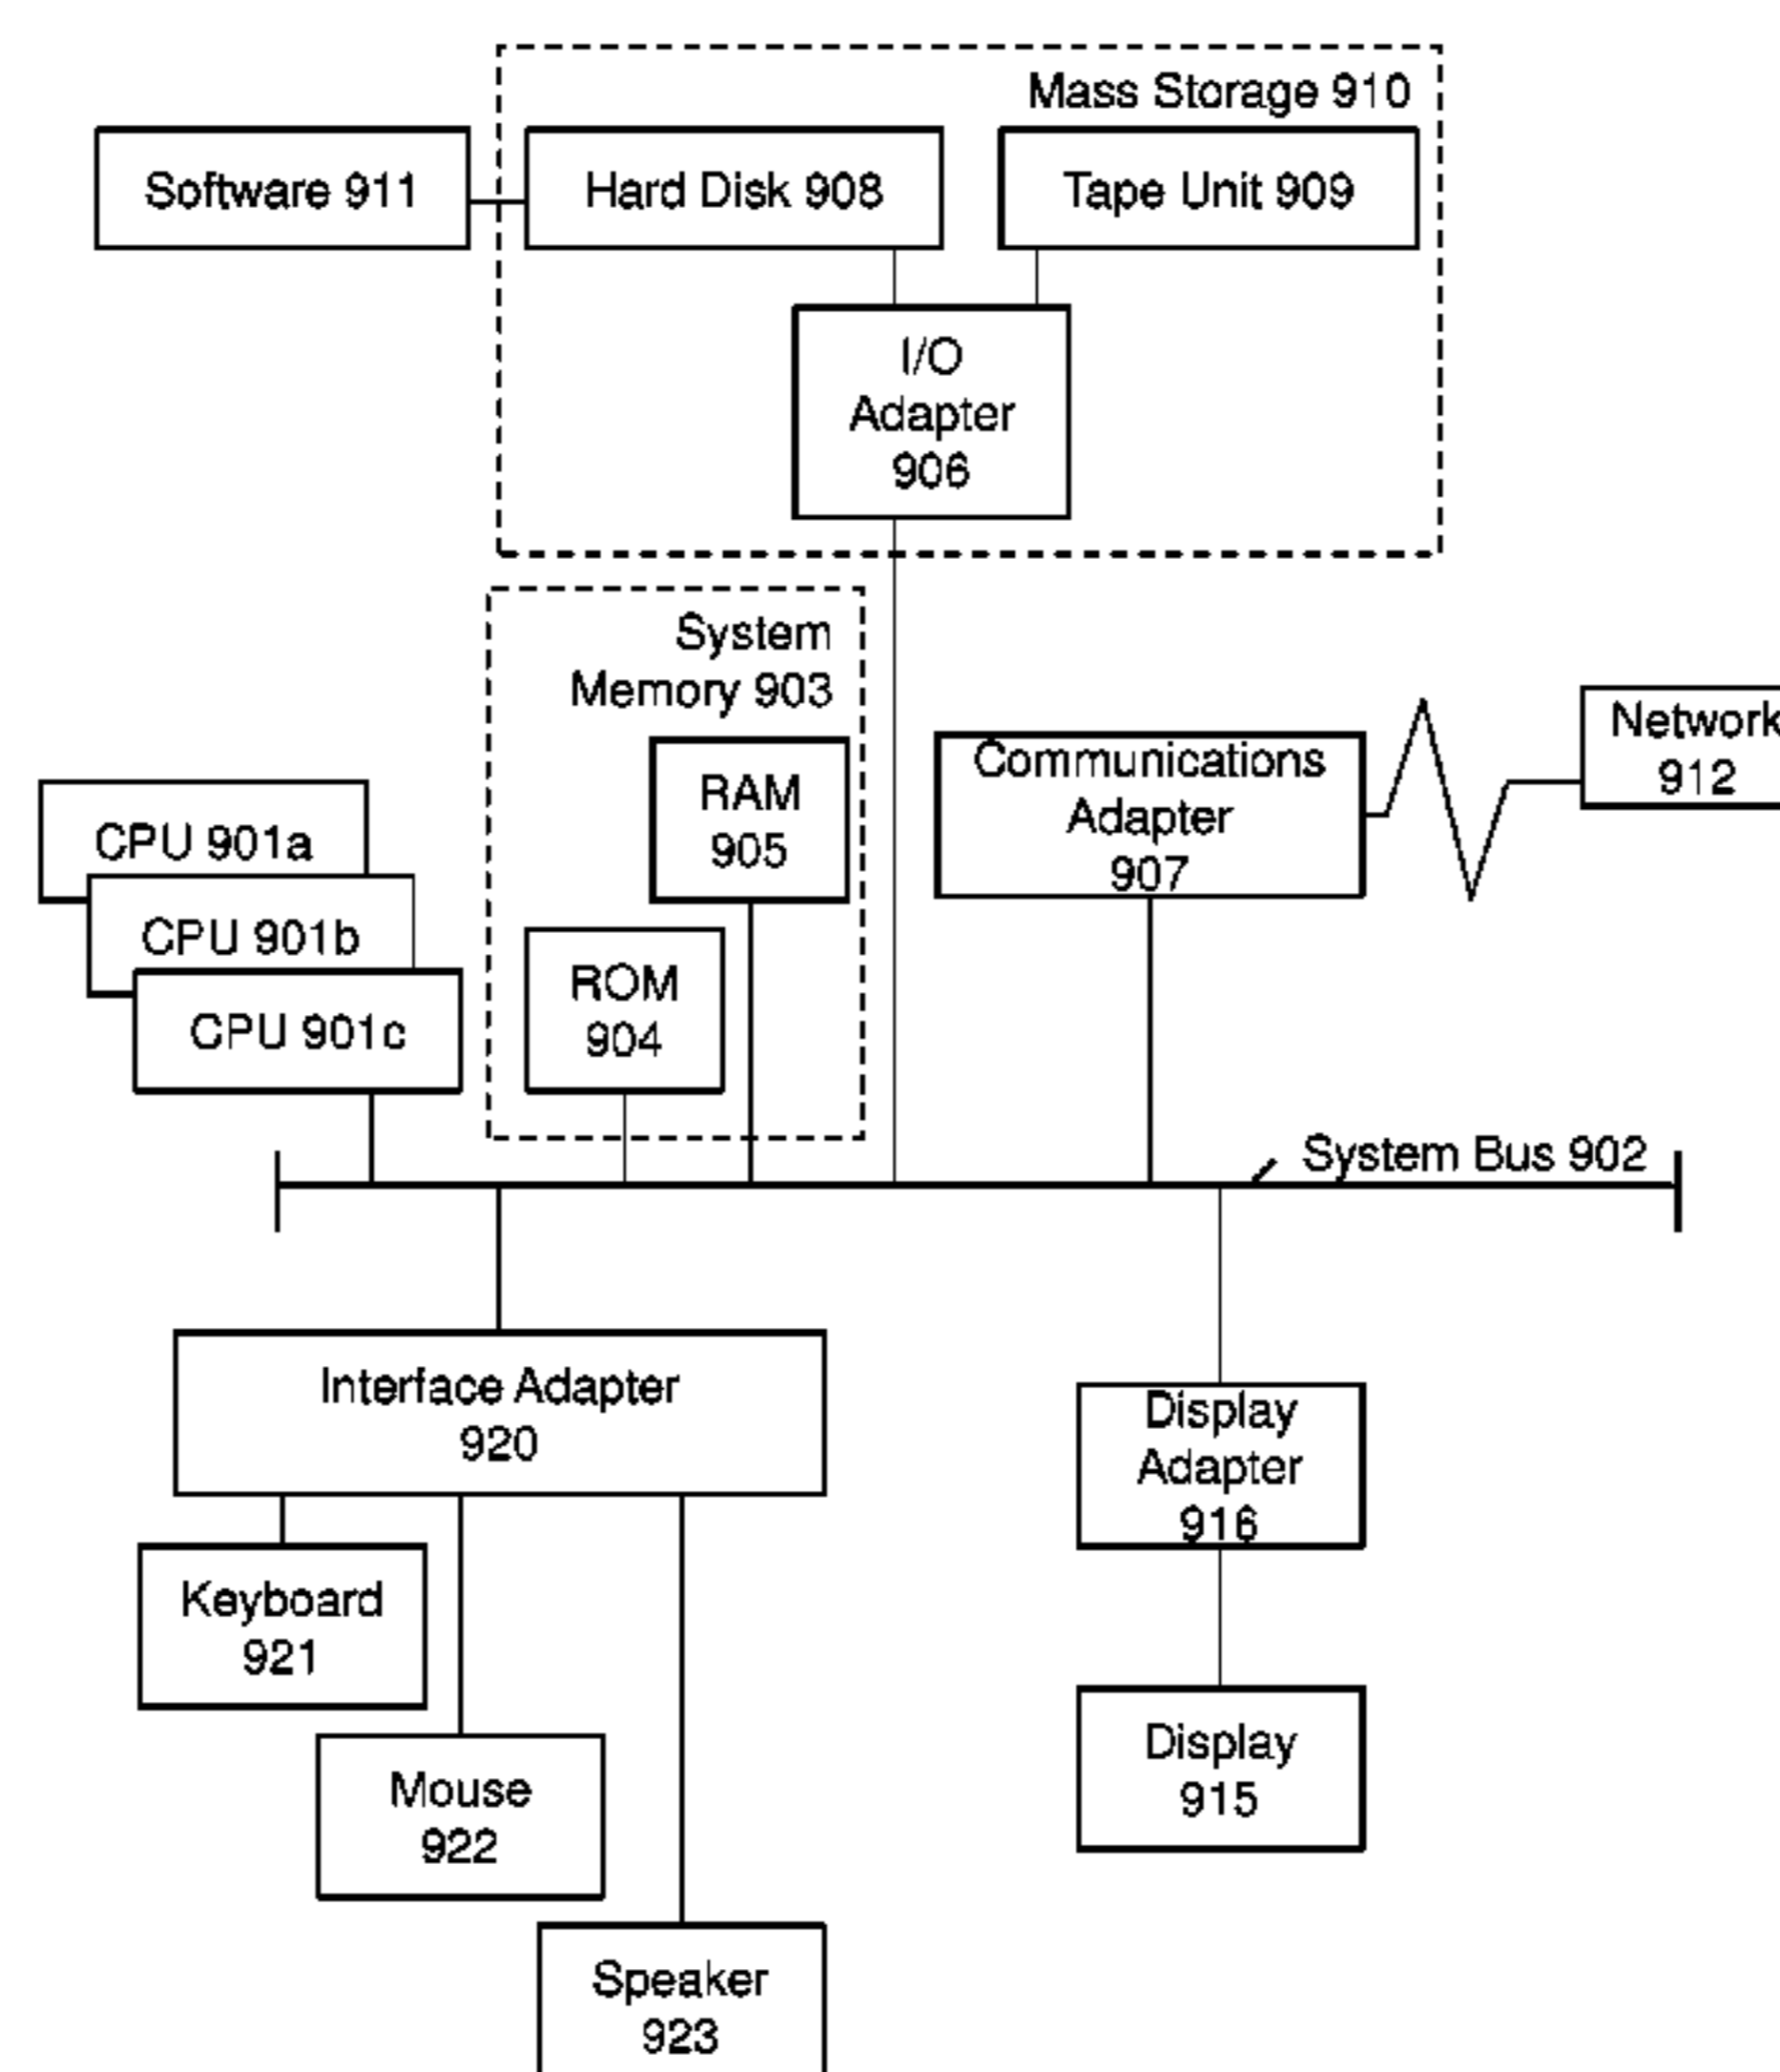 Mass Storage 910
Software 911
Hard Disk 908
Tape Unit 909
I/O
Adapter
906
System
Memory 903
RAM
905
Communications
Adapter
907
Network
912
CPU 901a
CPU 901b
CPU 901c
ROM
904
System Bus 902
Interface Adapter
920
Display
Adapter
916
Keyboard
921
Mouse
922
Display
915
Speaker
923